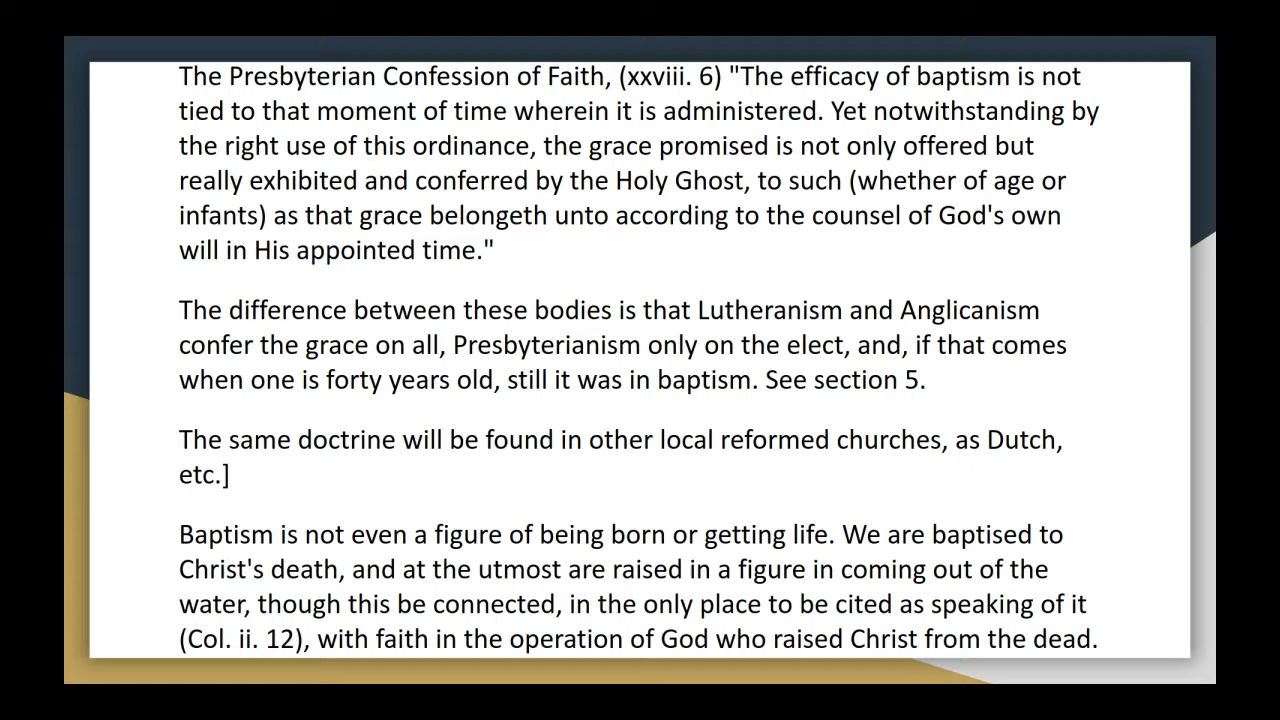 The Presbyterian Confession of Faith, (xxviii. 6) "The efficacy of baptism is not
tied to that moment of time wherein it is administered. Yet notwithstanding by
the right use of this ordinance, the grace promised is not only offered but
really exhibited and conferred by the Holy Ghost, to such (whether of age or
infants) as that grace belongeth unto according to the counsel of God's own
will in His appointed time."
The difference between these bodies is that Lutheranism and Anglicanism
confer the grace on all, Presbyterianism only on the elect, and, if that comes
when one is forty years old, still it was in baptism. See section 5.
The same doctrine will be found in other local reformed churches, as Dutch,
etc.]
Baptism is not even a figure of being born or getting life. We are baptised to
Christ's death, and at the utmost are raised in a figure in coming out of the
water, though this be connected, in the only place to be cited as speaking of it
(Col. ii. 12), with faith in the operation of God who raised Christ from the dead.